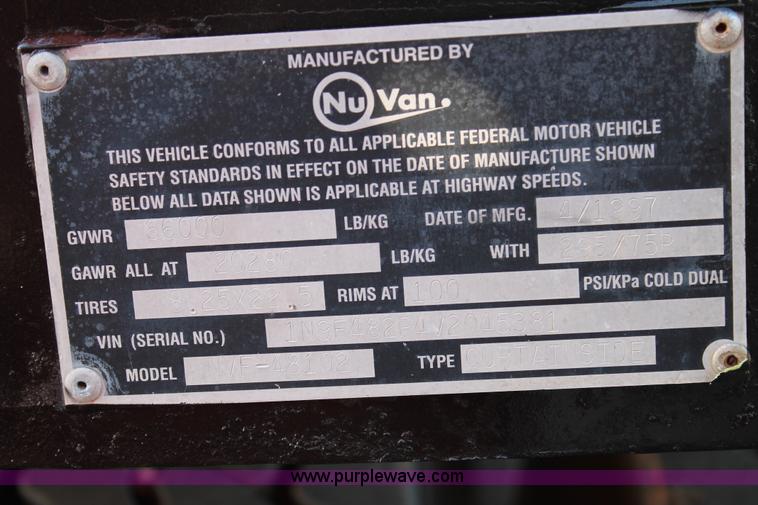 MANUFACTURED BY
Nu Van.
THIS VEHICLE CONFORMS TO ALL APPLICABLE FEDERAL MOTOR VEHICLE
SAFETY STANDARDS IN EFFECT ON THE DATE OF MANUFACTURE SHOWN
BELOW ALL DATA SHOWN IS APPLICABLE AT HIGHWAY SPEEDS.
GVWR LB/KG DATE OF MFG. 4/1997
GAWR ALL AT LB/KG WITH 295/75R
TIRES RIMS AT 100 PSI/KPa COLD DUAL
VIN (SERIAL NO.)
MODEL TYPE
www.purplewave.com